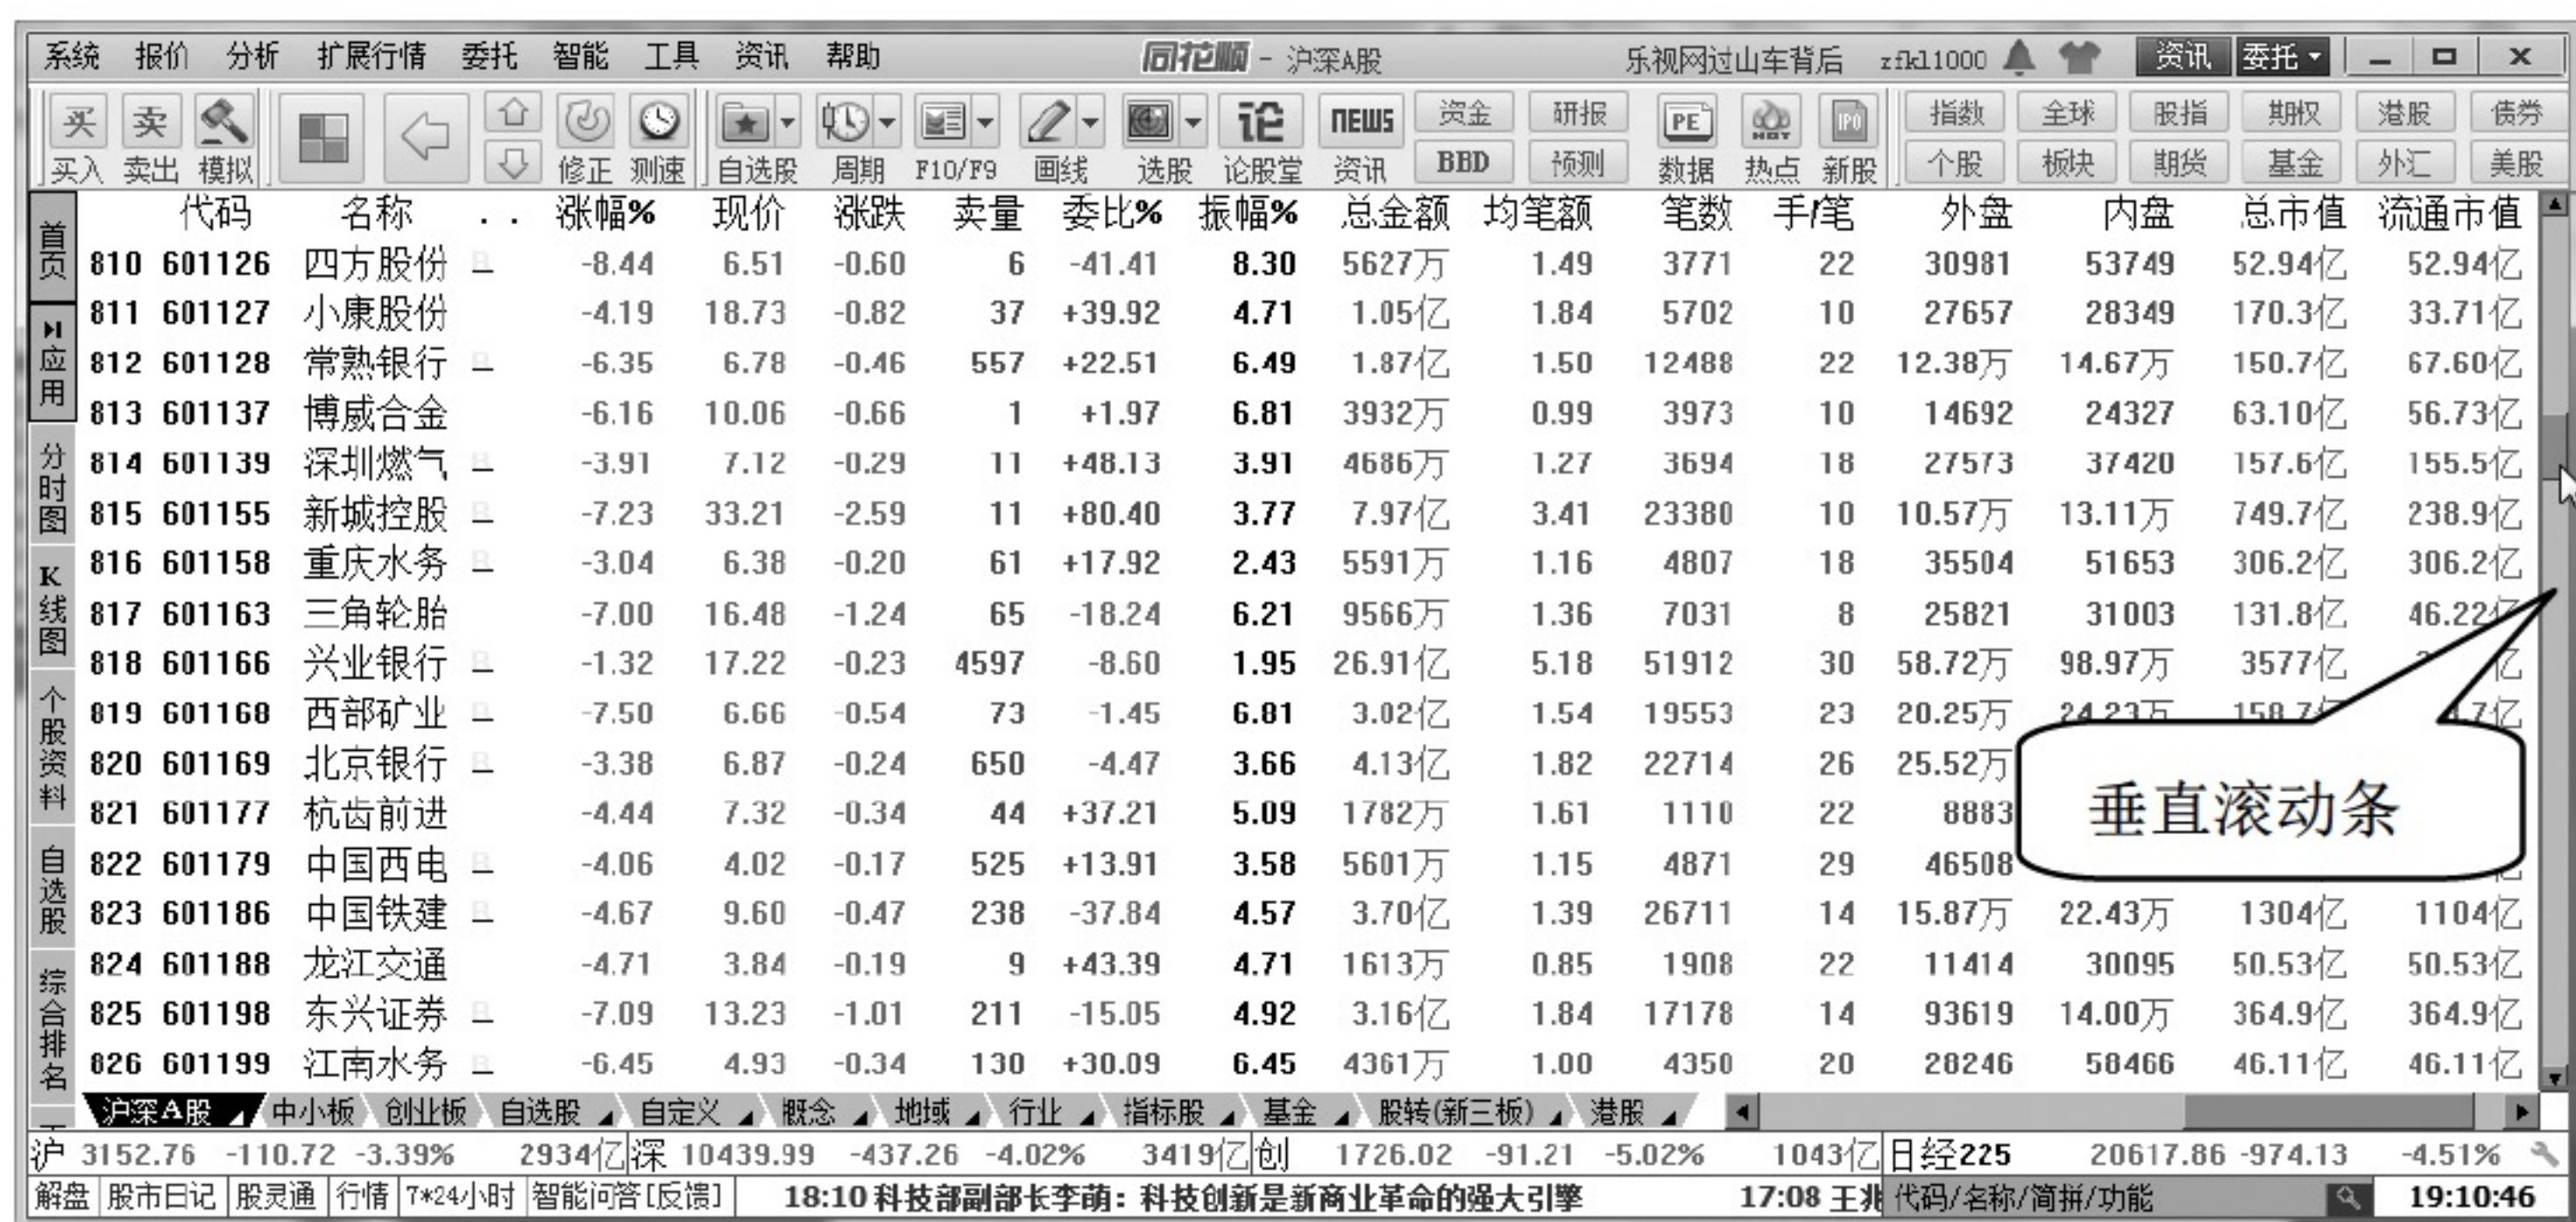 系统 报价 分析 扩展行情 委托 智能 工具 资讯 帮助 同花顺 - 沪深A股 乐视网过山车背后 zfkl1000 资讯 委托
买 卖 论 NEWS 资金 研报 PE HOT IPO 指数 全球 股指 期权 港股 债券
买入 卖出 模拟 修正 测速 自选股 周期 F10/F9 画线 选股 论股堂 资讯 BBD 预测 数据 热点 新股 个股 板块 期货 基金 外汇 美股
首页
应用
分时图
K线图
个股资料
自选股
综合排名
代码 名称 .. 涨幅% 现价 涨跌 卖量 委比% 振幅% 总金额 均笔额 笔数 手/笔 外盘 内盘 总市值 流通市值
810 601126 四方股份 R -8.44 6.51 -0.60 6 -41.41 8.30 5627万 1.49 3771 22 30981 53749 52.94亿 52.94亿
811 601127 小康股份 -4.19 18.73 -0.82 37 +39.92 4.71 1.05亿 1.84 5702 10 27657 28349 170.3亿 33.71亿
812 601128 常熟银行 R -6.35 6.78 -0.46 557 +22.51 6.49 1.87亿 1.50 12488 22 12.38万 14.67万 150.7亿 67.60亿
813 601137 博威合金 -6.16 10.06 -0.66 1 +1.97 6.81 3932万 0.99 3973 10 14692 24327 63.10亿 56.73亿
814 601139 深圳燃气 R -3.91 7.12 -0.29 11 +48.13 3.91 4686万 1.27 3694 18 27573 37420 157.6亿 155.5亿
815 601155 新城控股 R -7.23 33.21 -2.59 11 +80.40 3.77 7.97亿 3.41 23380 10 10.57万 13.11万 749.7亿 238.9亿
816 601158 重庆水务 R -3.04 6.38 -0.20 61 +17.92 2.43 5591万 1.16 4807 18 35504 51653 306.2亿 306.2亿
817 601163 三角轮胎 -7.00 16.48 -1.24 65 -18.24 6.21 9566万 1.36 7031 8 25821 31003 131.8亿 46.22亿
818 601166 兴业银行 R -1.32 17.22 -0.23 4597 -8.60 1.95 26.91亿 5.18 51912 30 58.72万 98.97万 3577亿 亿
819 601168 西部矿业 R -7.50 6.66 -0.54 73 -1.45 6.81 3.02亿 1.54 19553 23 20.25万 24.23万 158.7亿 .7亿
820 601169 北京银行 R -3.38 6.87 -0.24 650 -4.47 3.66 4.13亿 1.82 22714 26 25.52万
821 601177 杭齿前进 -4.44 7.32 -0.34 44 +37.21 5.09 1782万 1.61 1110 22 8883
822 601179 中国西电 R -4.06 4.02 -0.17 525 +13.91 3.58 5601万 1.15 4871 29 46508
823 601186 中国铁建 R -4.67 9.60 -0.47 238 -37.84 4.57 3.70亿 1.39 26711 14 15.87万 22.43万 1304亿 1104亿
824 601188 龙江交通 -4.71 3.84 -0.19 9 +43.39 4.71 1613万 0.85 1908 22 11414 30095 50.53亿 50.53亿
825 601198 东兴证券 R -7.09 13.23 -1.01 211 -15.05 4.92 3.16亿 1.84 17178 14 93619 14.00万 364.9亿 364.9亿
826 601199 江南水务 R -6.45 4.93 -0.34 130 +30.09 6.45 4361万 1.00 4350 20 28246 58466 46.11亿 46.11亿
垂直滚动条
沪深A股 中小板 创业板 自选股 自定义 概念 地域 行业 指标股 基金 股转(新三板) 港股
沪 3152.76 -110.72 -3.39% 2934亿 深 10439.99 -437.26 -4.02% 3419亿 创 1726.02 -91.21 -5.02% 1043亿 日经225 20617.86 -974.13 -4.51%
解盘 股市日记 股灵通 行情 7*24小时 智能问答[反馈] 18:10 科技部副部长李萌：科技创新是新商业革命的强大引擎 17:08 王兆 代码/名称/简拼/功能 19:10:46